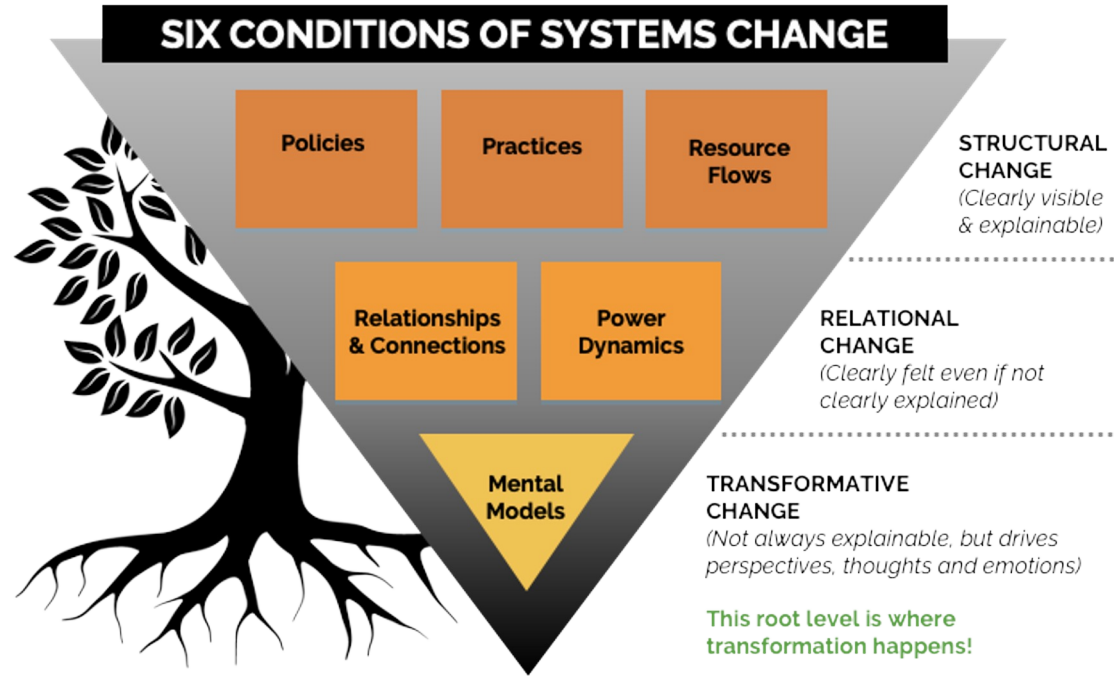 SIX CONDITIONS OF SYSTEMS CHANGE
Policies
Practices
Resource
Flows
STRUCTURAL
CHANGE
(Clearly visible
& explainable)
Relationships
& Connections
Power
Dynamics
RELATIONAL
CHANGE
(Clearly felt even if not
clearly explained)
Mental
Models
TRANSFORMATIVE
CHANGE
(Not always explainable, but drives
perspectives, thoughts and emotions)
This root level is where
transformation happens!